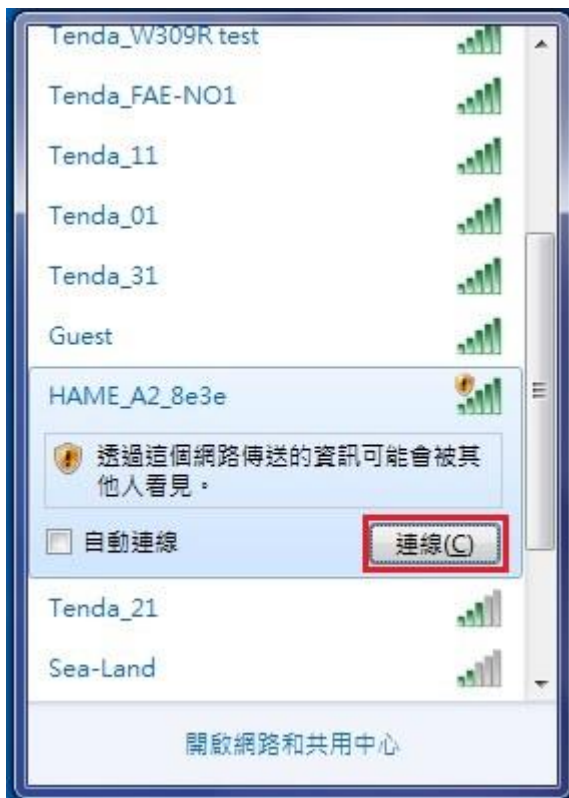 Tenda_W309R test
Tenda_FAE-NO1
Tenda_11
Tenda_01
Tenda_31
Guest
HAME_A2_8e3e
透過這個網路傳送的資訊可能會被其
他人看見。
自動連線
連線(C)
Tenda_21
Sea-Land
開啟網路和共用中心